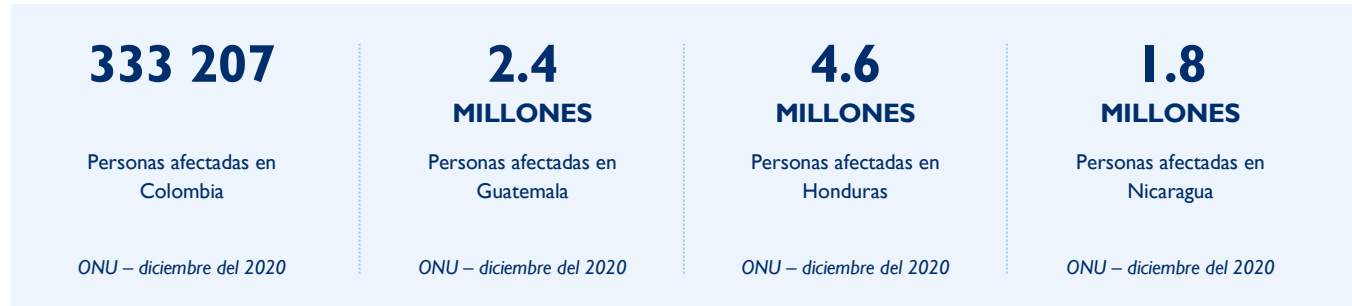 333 207
Personas afectadas en
Colombia
ONU – diciembre del 2020
2.4
MILLONES
Personas afectadas en
Guatemala
ONU – diciembre del 2020
4.6
MILLONES
Personas afectadas en
Honduras
ONU – diciembre del 2020
1.8
MILLONES
Personas afectadas en
Nicaragua
ONU – diciembre del 2020